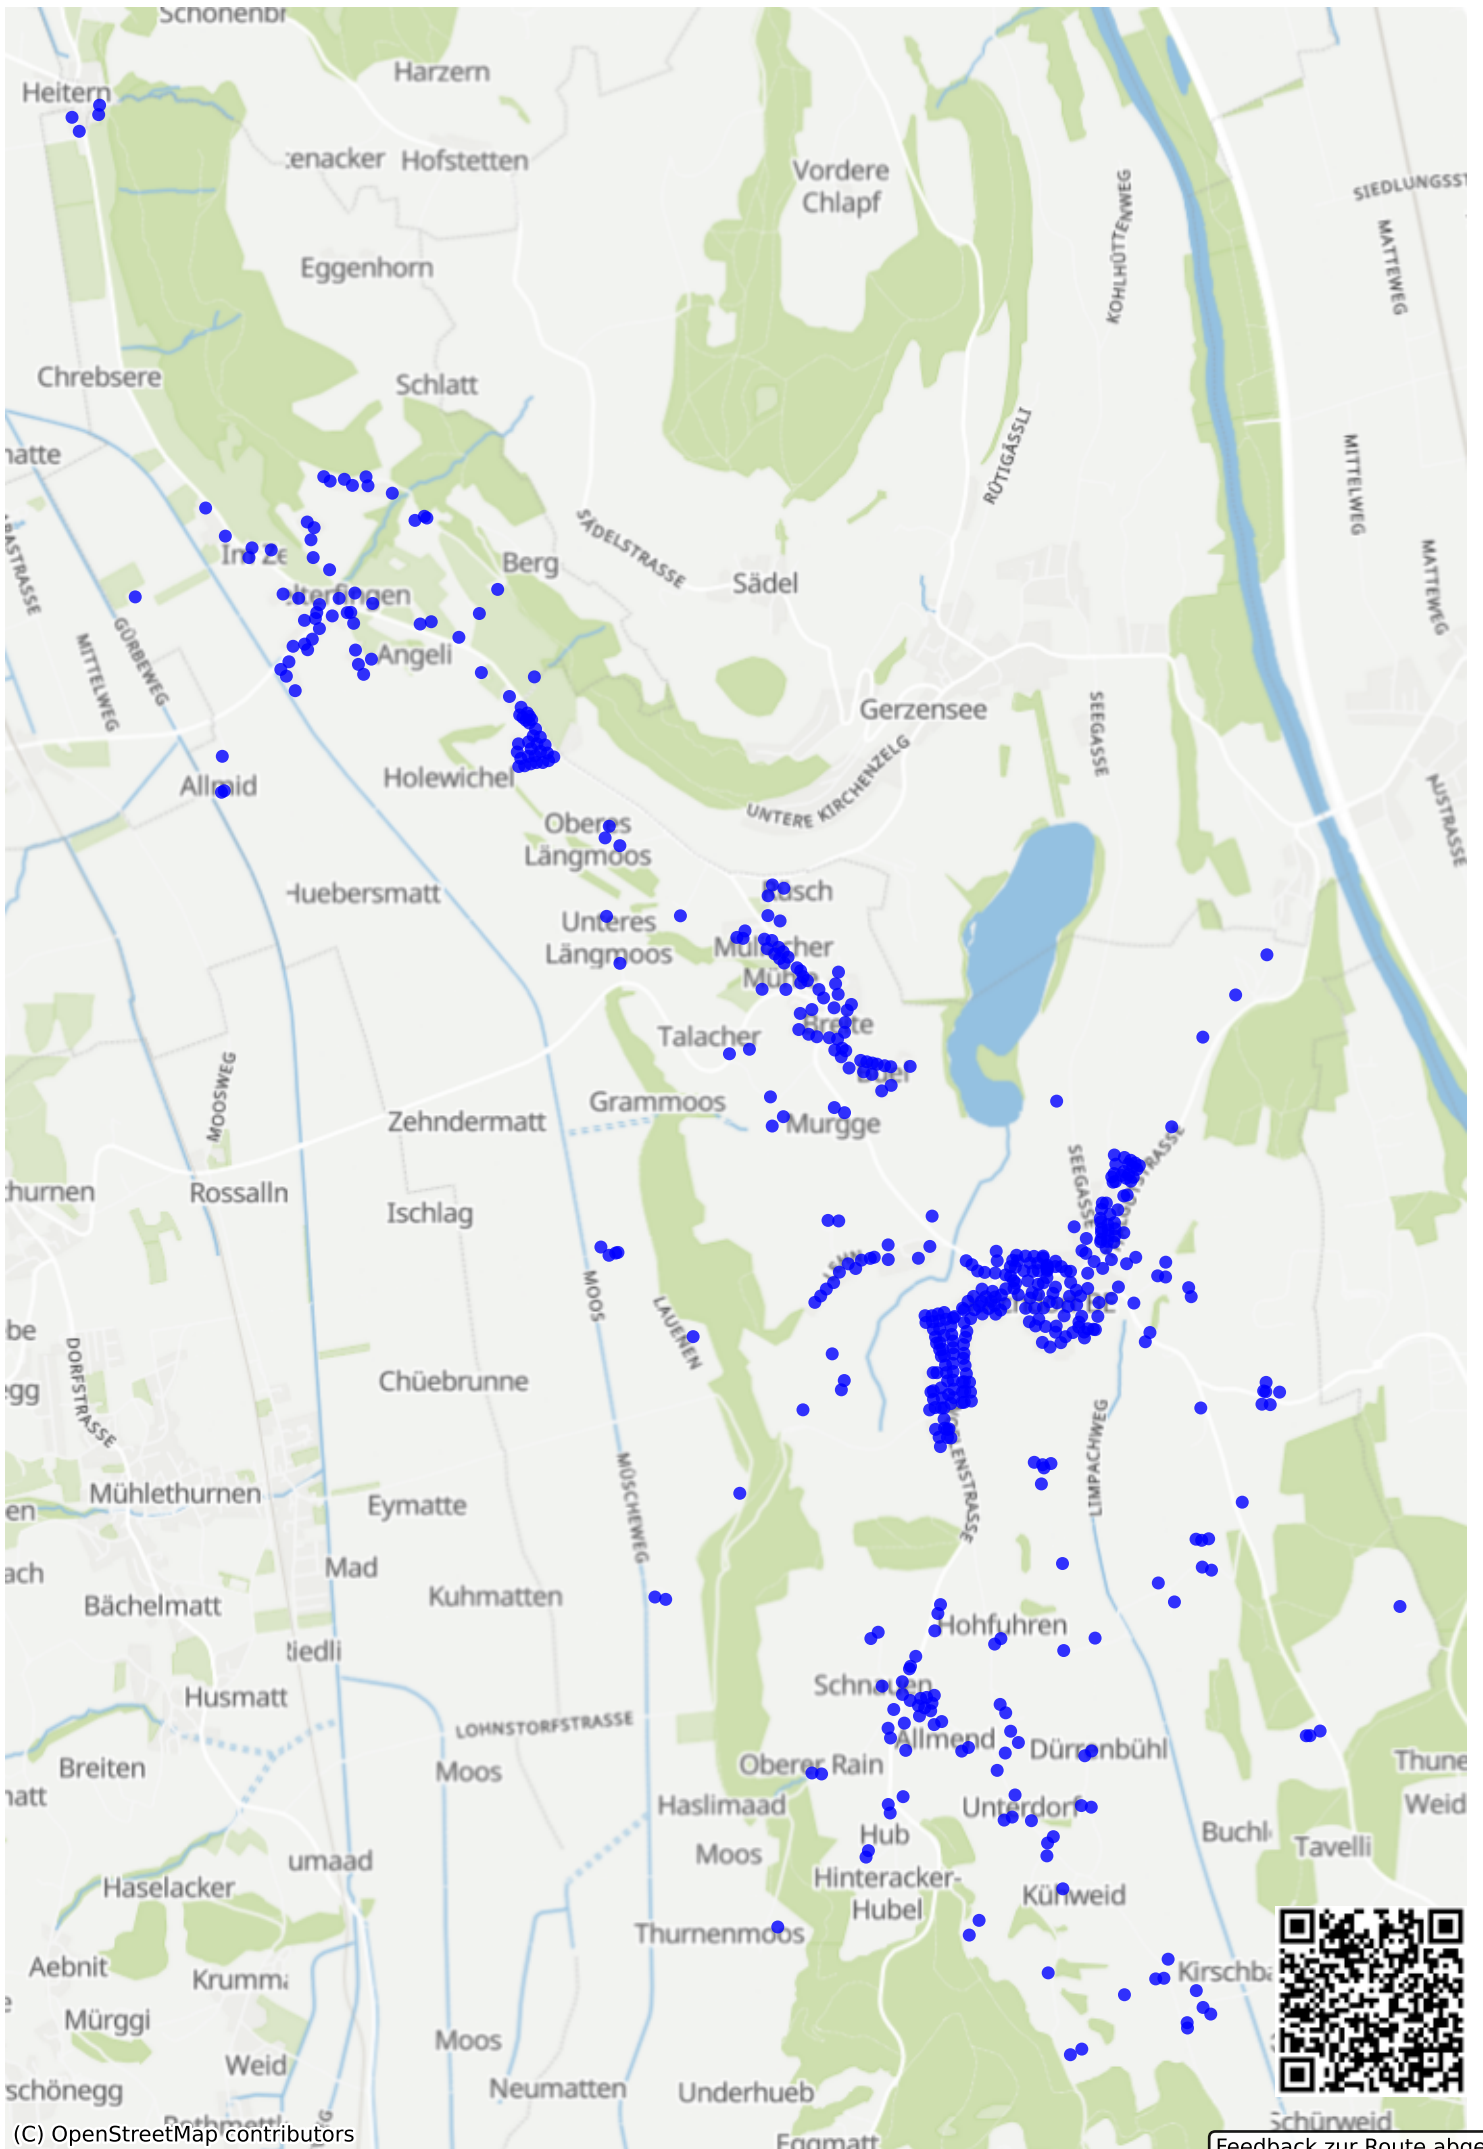 Heitern
Harzern
Hofstetten
Vordere
Chlapf
KOHLHÜTTENWEG
MATTEWEG
Eggenhorn
Chrebsere
Schlatt
RÜTIGÄSSLI
MITTELWEG
SÄDELSTRASSE
Berg
Sädel
MATTEWEG
GÜRBEWEG
MITTELWEG
Angeli
Gerzensee
SEEGASSE
UNTERE KIRCHENZELG
Allmid
Holewichel
Oberes
Längmoos
Unteres
Längmoos
Talacher
Breite
MOOSWEG
Grammoos
Zehndermatt
Murgge
Rossalln
Ischlag
SEEGASSE
MOOS
LAUENEN
DORFSTRASSE
Chüebrunne
LIMPACHWEG
Mühlethurnen
Eymatte
MÜSCHEWEG
Mad
Bächelmatt
Kuhmatten
Hohfuhren
Schnauen
Husmatt
LOHNSTORFSTRASSE
Allmend
Dürrenbühl
Oberer Rain
Breiten
Moos
Haslimaad
Unterdorf
Hub
Moos
Tavelli
Hinteracker-
Hubel
Kühweid
Haselacker
Thurnenmoos
Aebnit
Mürggi
Moos
Weid
Neumatten
Underhueb
(C) OpenStreetMap contributors